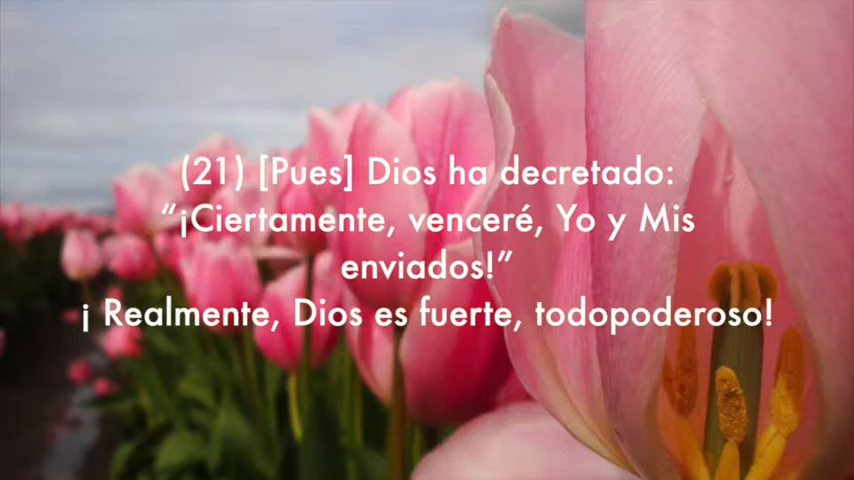 (21) [Pues] Dios ha decretado:
“¡Ciertamente, venceré, Yo y Mis
enviados!”
¡ Realmente, Dios es fuerte, todopoderoso!